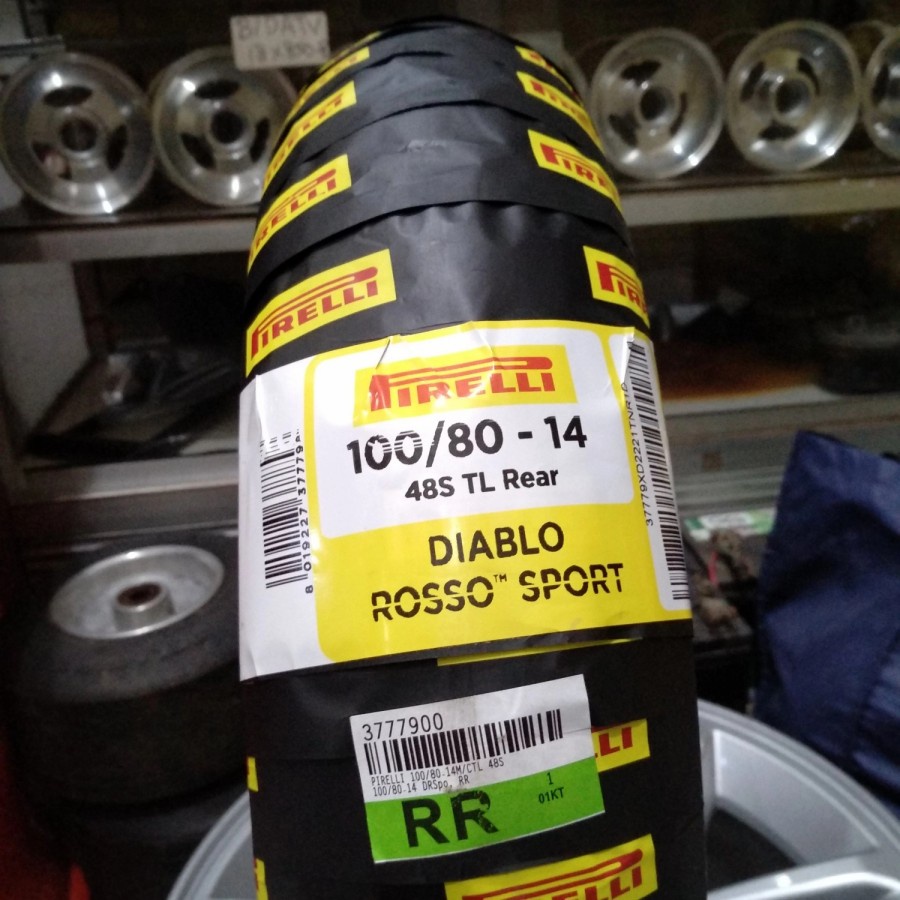 PIRELLI
PIRELLI
PIRELLI
PIRELLI
PIRELLI
100/80 - 14
48S TL Rear
DIABLO
ROSSO™ SPORT
3777900
PIRELLI 100/80-14M/CTL 48S
100/80-14 DRSpo, RR
RR
1
01KT
PIRELLI